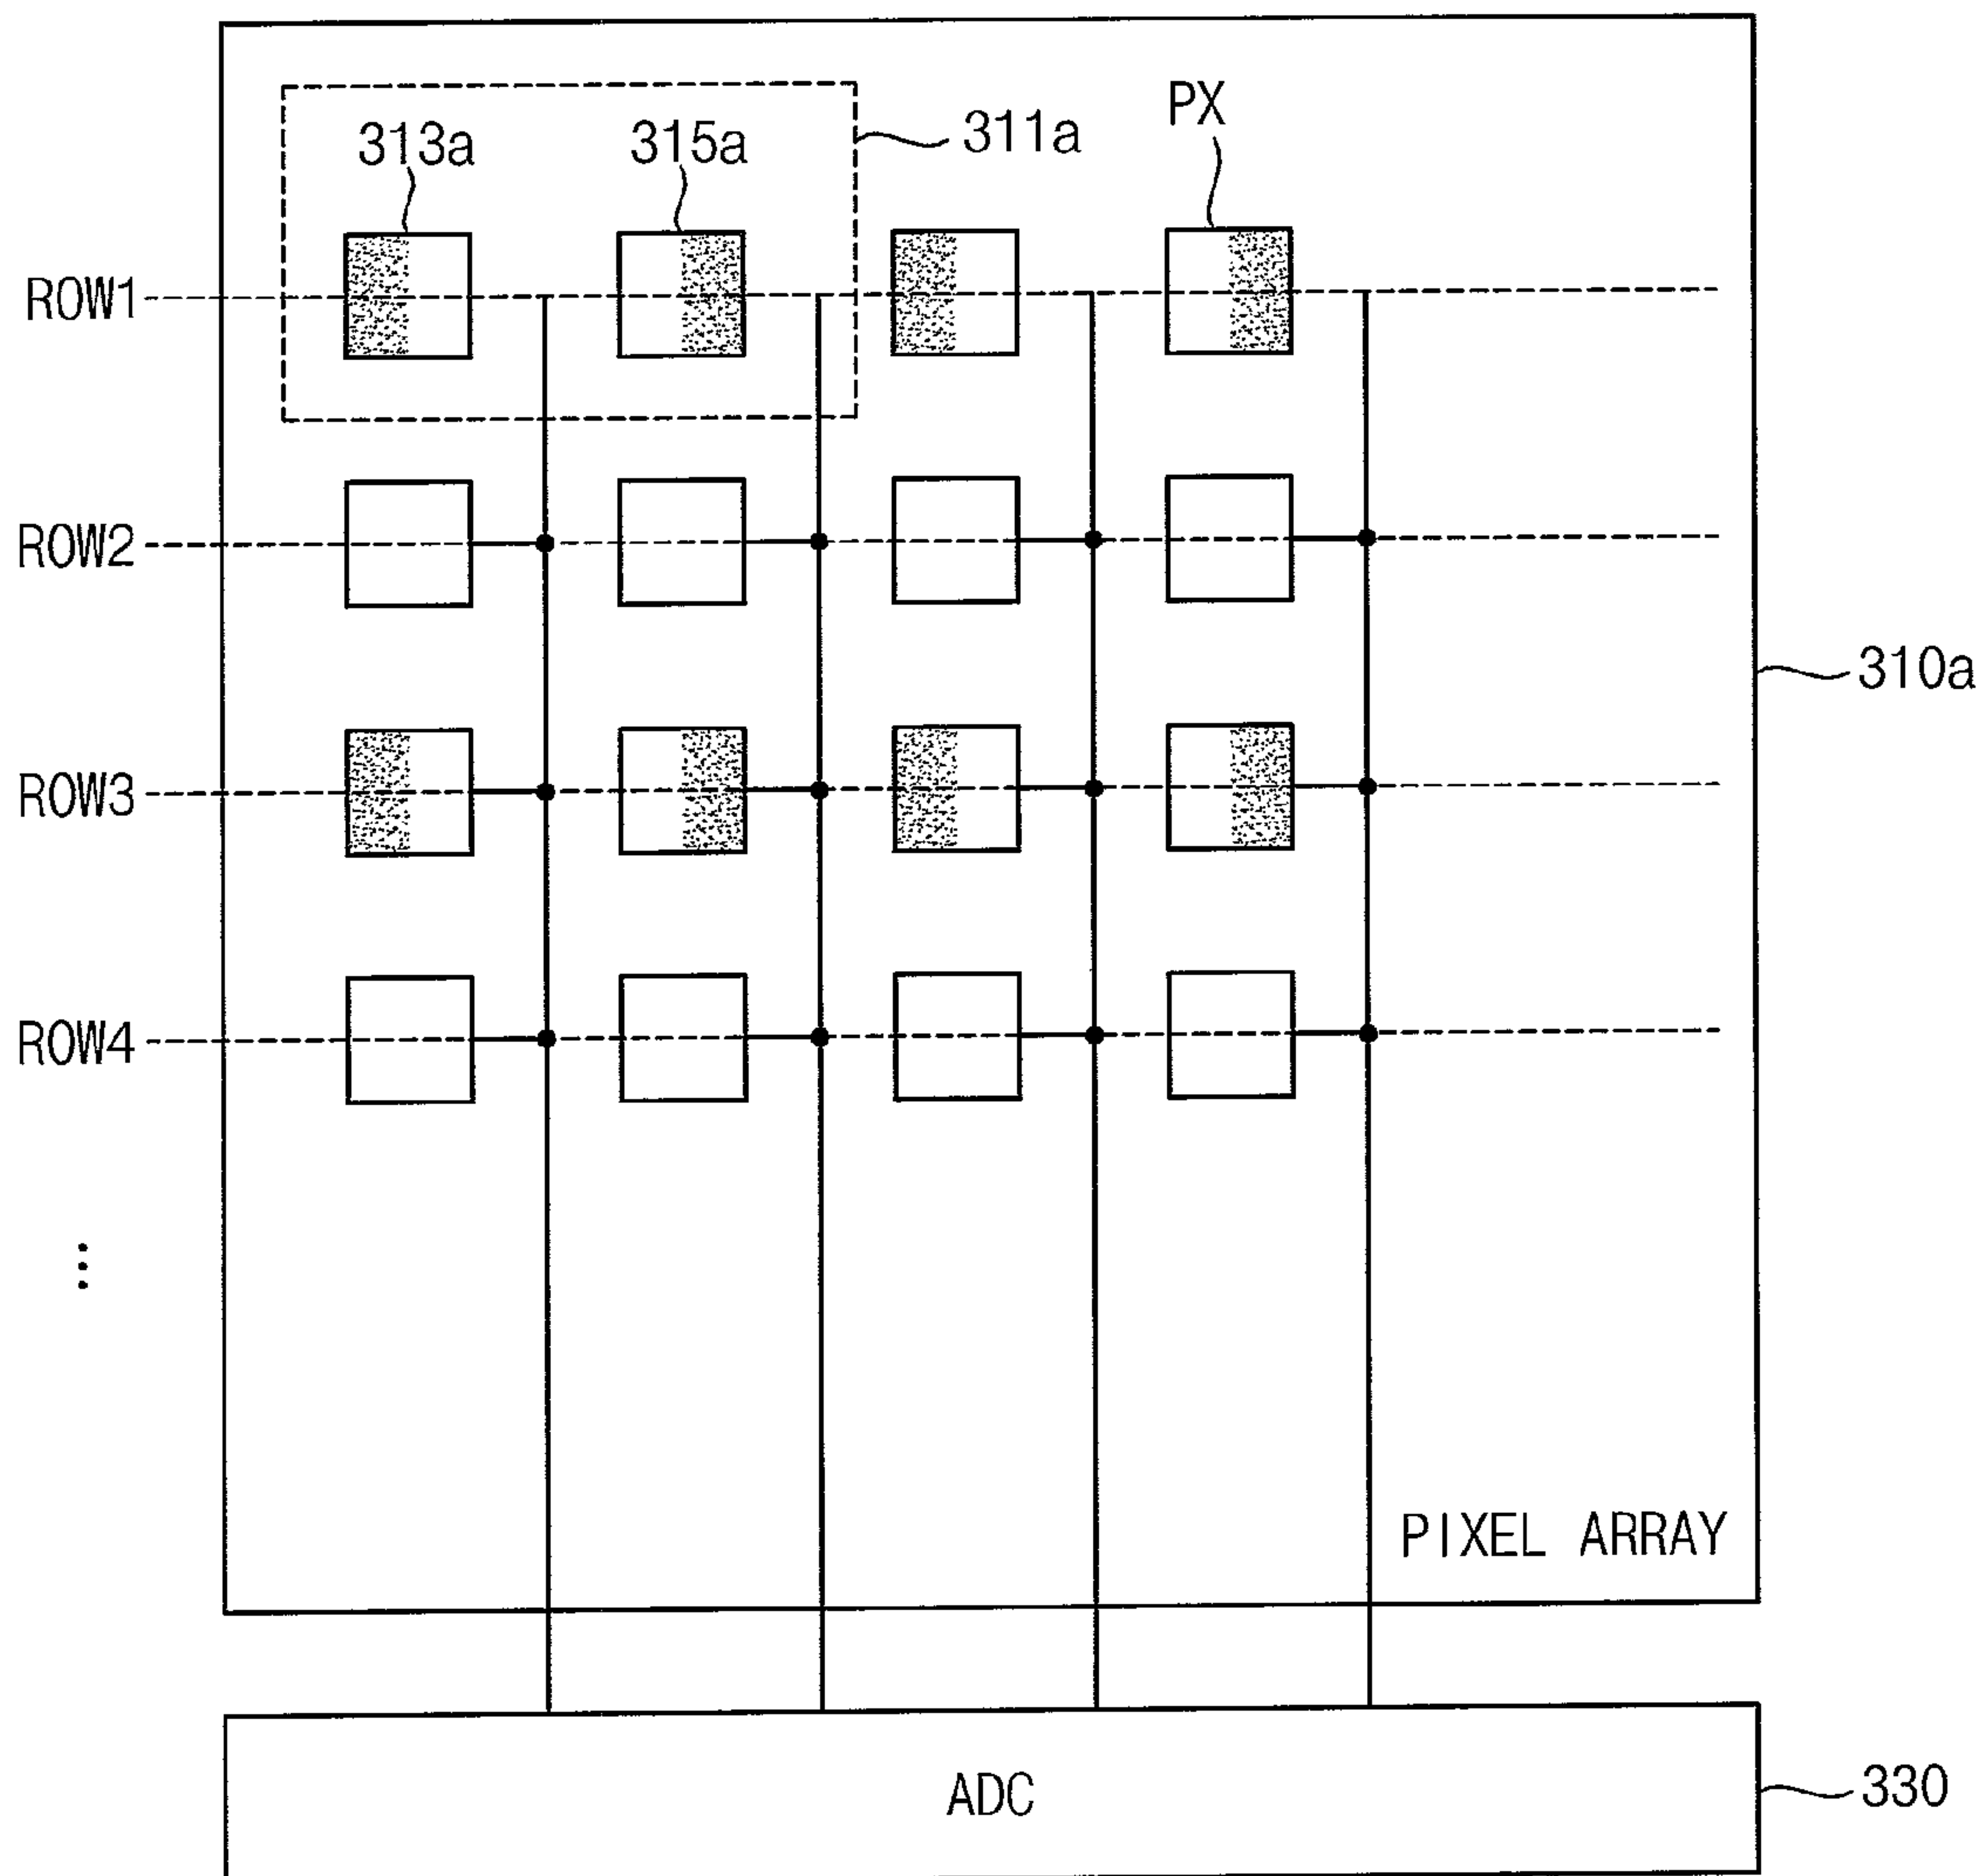 PX
313a
315a
311a
ROW1
ROW2
310a
ROW3
ROW4
⋮
PIXEL ARRAY
ADC
330